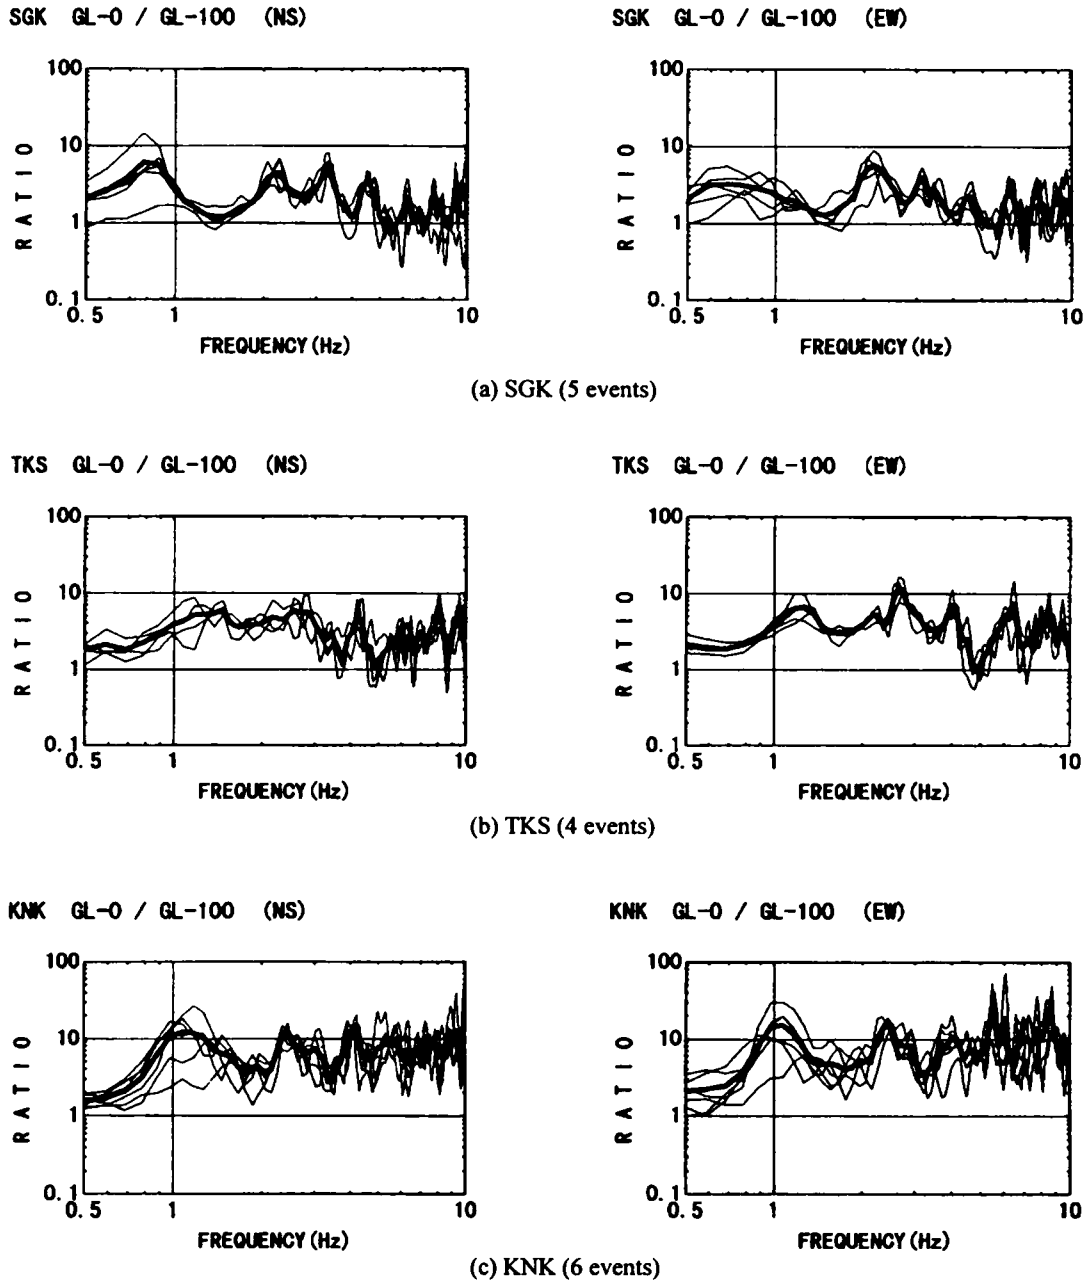 SGK GL-0 / GL-100 (NS)
SGK GL-0 / GL-100 (EW)
100
10
1
0.1
RATIO
0.5 1 10
FREQUENCY(Hz)
100
10
1
0.1
RATIO
0.5 1 10
FREQUENCY(Hz)
(a) SGK (5 events)
TKS GL-0 / GL-100 (NS)
TKS GL-0 / GL-100 (EW)
100
10
1
0.1
RATIO
0.5 1 10
FREQUENCY(Hz)
100
10
1
0.1
RATIO
0.5 1 10
FREQUENCY(Hz)
(b) TKS (4 events)
KNK GL-0 / GL-100 (NS)
KNK GL-0 / GL-100 (EW)
100
10
1
0.1
RATIO
0.5 1 10
FREQUENCY(Hz)
100
10
1
0.1
RATIO
0.5 1 10
FREQUENCY(Hz)
(c) KNK (6 events)